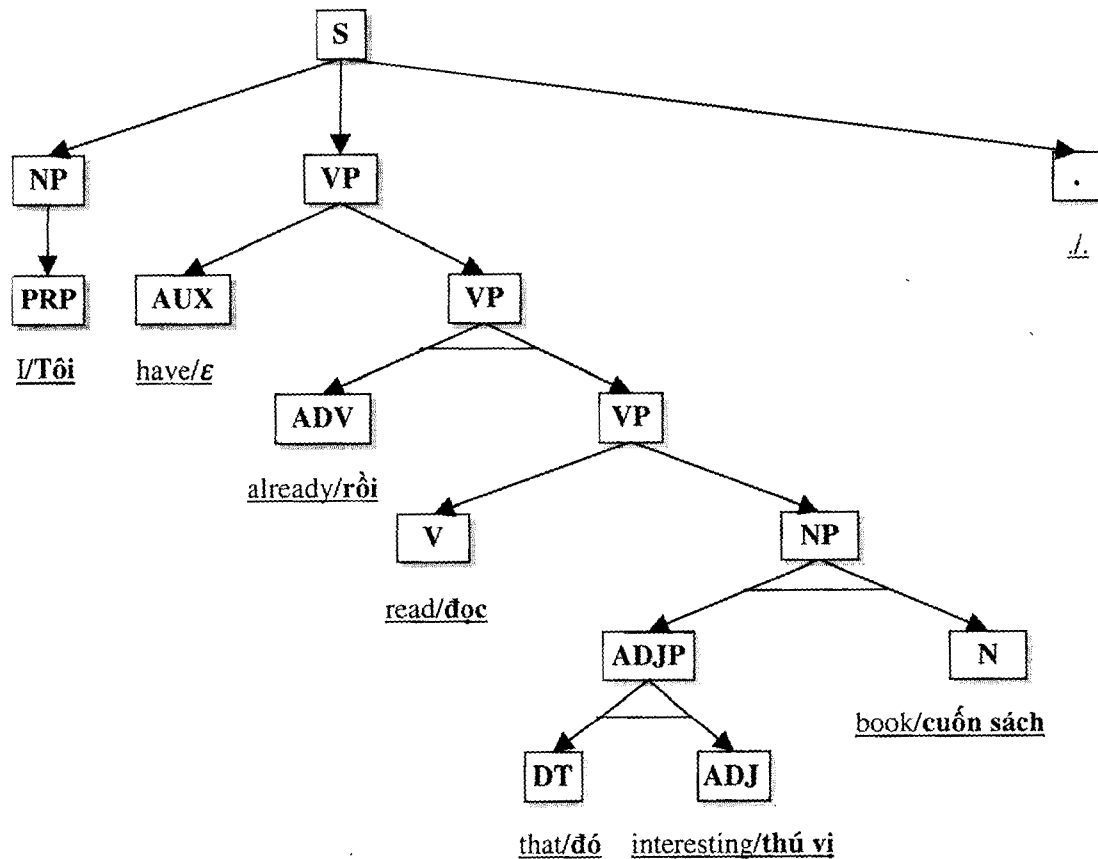 S
NP VP .
./.
PRP AUX VP
I/Tôi have/ε
ADV VP
already/rồi
V NP
read/đọc
ADJP N
book/cuốn sách
DT ADJ
that/đó interesting/thú vị